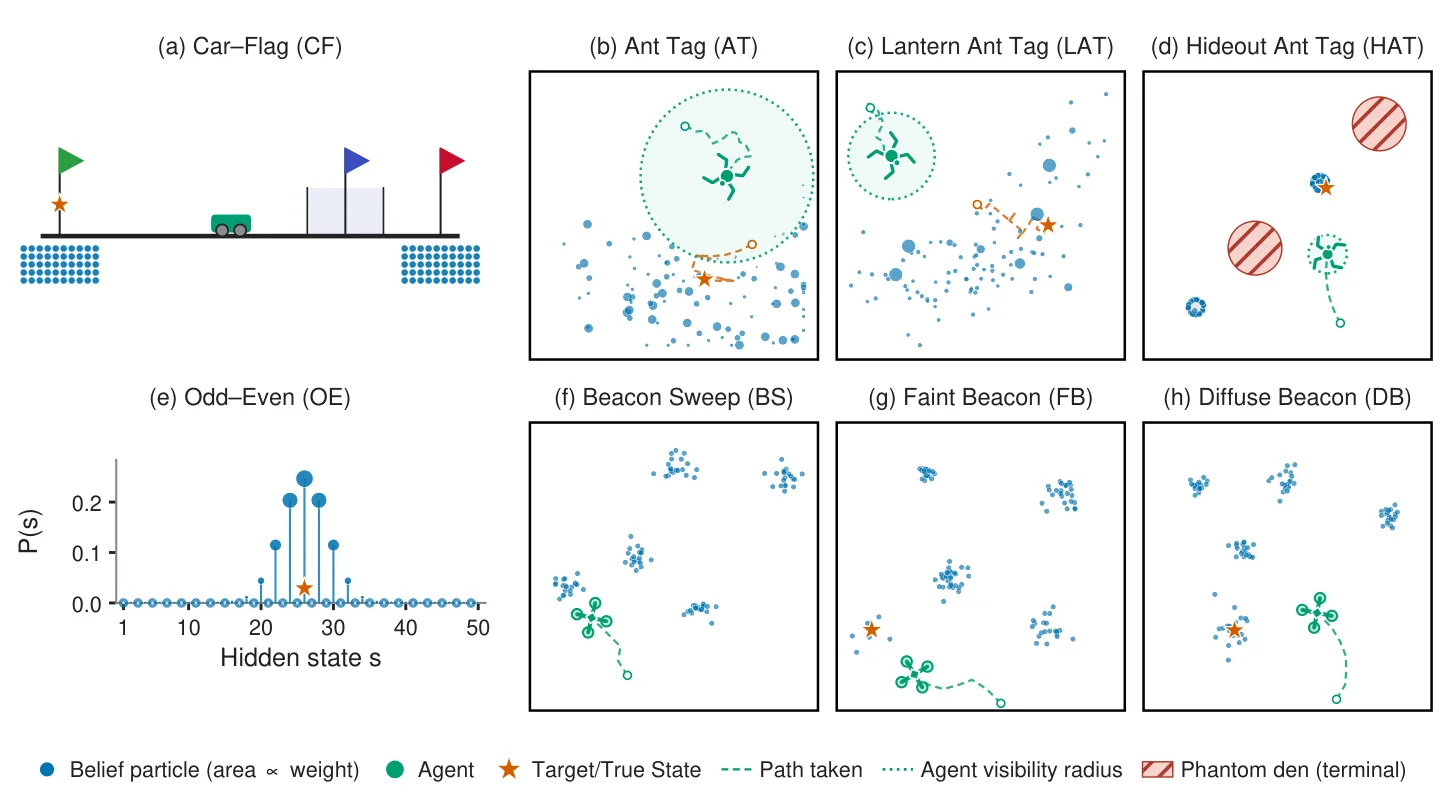 (a) Car–Flag (CF)
(b) Ant Tag (AT)
(c) Lantern Ant Tag (LAT)
(d) Hideout Ant Tag (HAT)
(e) Odd–Even (OE)
P(s)
0.2
0.1
0.0
1 10 20 30 40 50
Hidden state s
(f) Beacon Sweep (BS)
(g) Faint Beacon (FB)
(h) Diffuse Beacon (DB)
Belief particle (area ∝ weight) Agent Target/True State Path taken Agent visibility radius Phantom den (terminal)